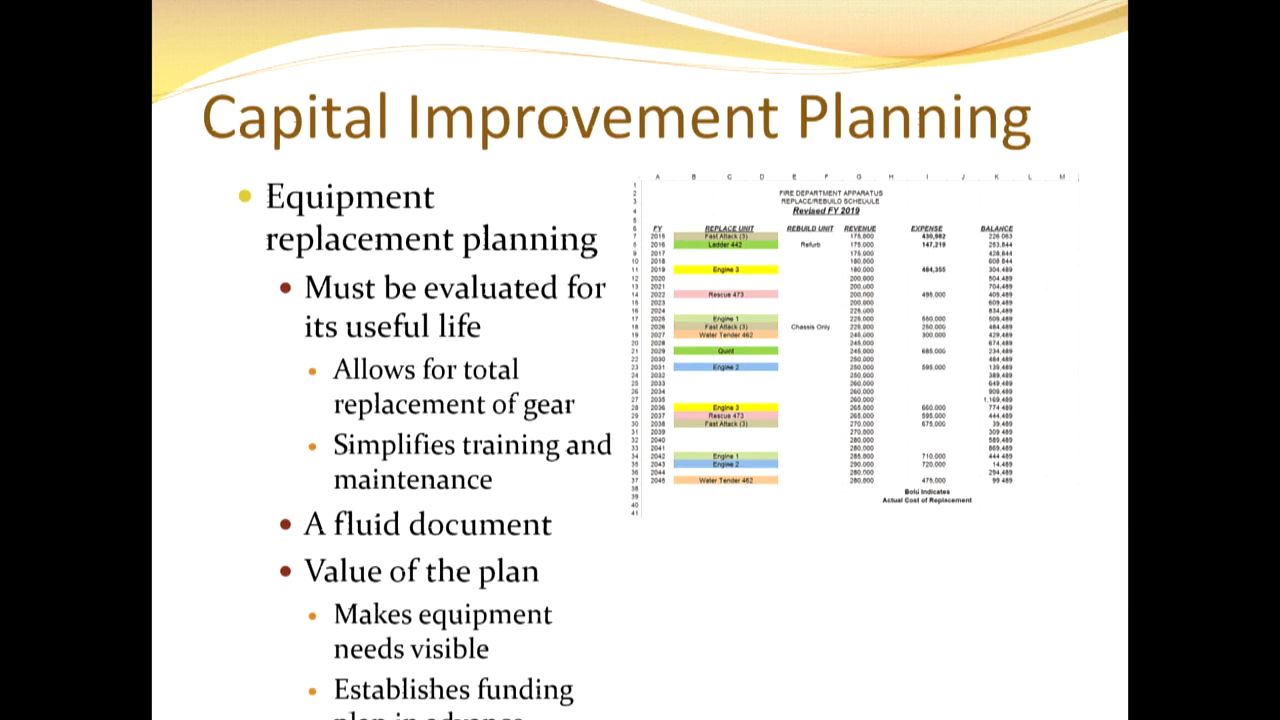 Capital Improvement Planning
Equipment
replacement planning
Must be evaluated for
its useful life
Allows for total
replacement of gear
Simplifies training and
maintenance
A fluid document
Value of the plan
Makes equipment
needs visible
Establishes funding
plan in advance
A B C D E F G H I J K L M
FIRE DEPARTMENT APPARATUS
REPLACE/REBUILD SCHEDULE
Revised FY 2019
FY REPLACE UNIT REBUILD UNIT REVENUE EXPENSE BALANCE
2015 Fast Attack (3) 175,000 430,982 226,063
2016 Ladder 442 Refurb 175,000 147,219 253,844
2017 175,000 428,844
2018 180,000 608,844
2019 Engine 3 180,000 484,355 304,489
2020 200,000 504,489
2021 200,000 704,489
2022 Rescue 473 200,000 495,000 409,489
2023 200,000 609,489
2024 225,000 834,489
2025 Engine 1 225,000 550,000 509,489
2026 Fast Attack (3) Chassis Only 225,000 250,000 484,489
2027 Water Tender 462 245,000 300,000 429,489
2028 245,000 674,489
2029 Quint 245,000 685,000 234,489
2030 250,000 484,489
2031 Engine 2 250,000 595,000 139,489
2032 250,000 389,489
2033 260,000 649,489
2034 260,000 909,489
2035 260,000 1,169,489
2036 Engine 3 265,000 660,000 774,489
2037 Rescue 473 265,000 595,000 444,489
2038 Fast Attack (3) 270,000 675,000 39,489
2039 270,000 309,489
2040 280,000 589,489
2041 280,000 869,489
2042 Engine 1 285,000 710,000 444,489
2043 Engine 2 290,000 720,000 14,489
2044 280,000 294,489
2045 Water Tender 462 280,000 475,000 99,489
Bold Indicates
Actual Cost of Replacement